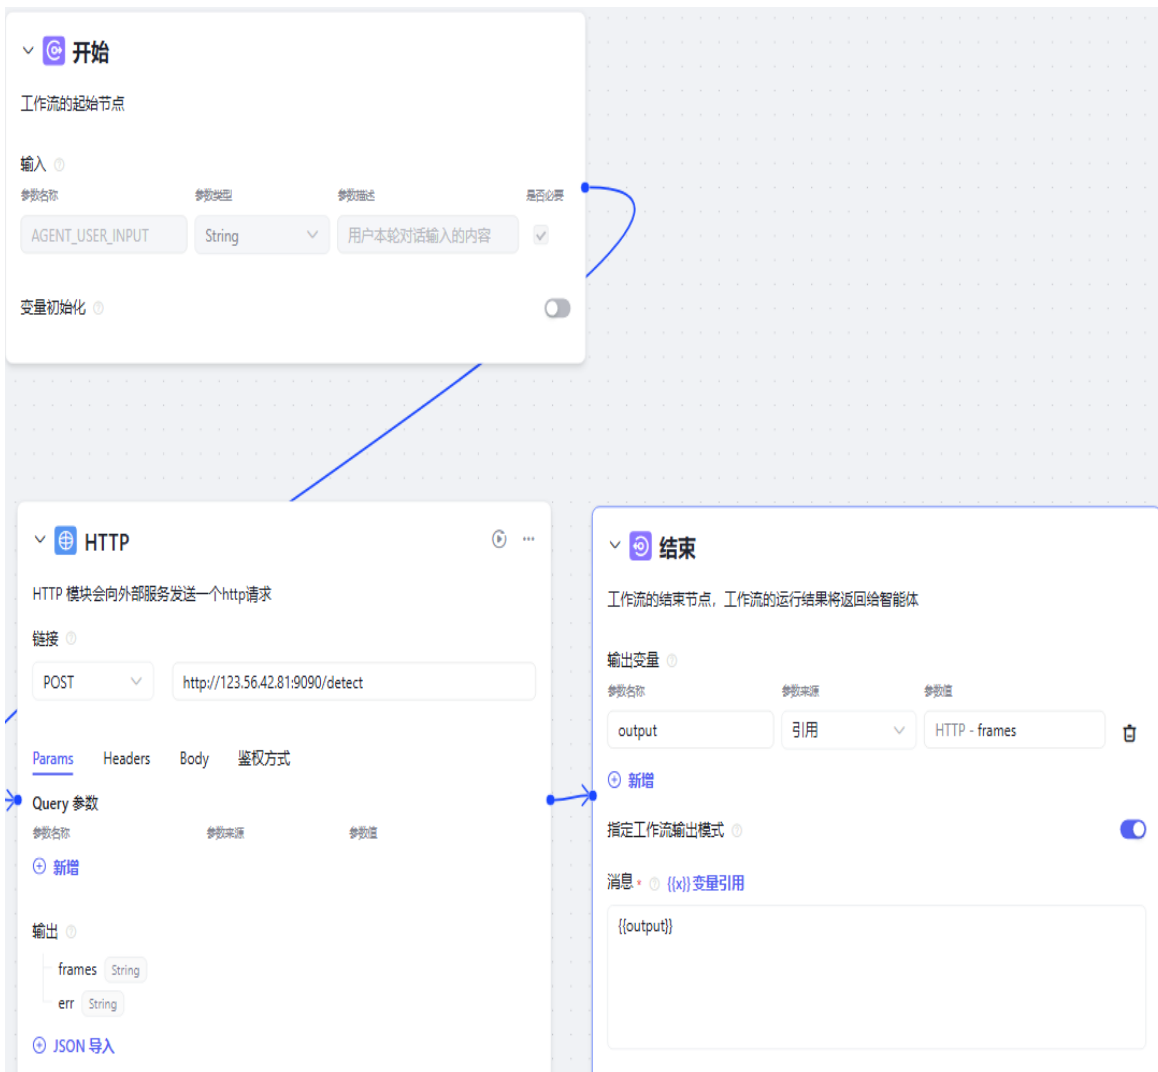 开始
工作流的起始节点
输入
参数名称 参数类型 参数描述 是否必要
AGENT_USER_INPUT String 用户本轮对话输入的内容
变量初始化
HTTP
HTTP 模块会向外部服务发送一个http请求
链接
POST http://123.56.42.81:9090/detect
Params Headers Body 鉴权方式
Query 参数
参数名称 参数来源 参数值
新增
输出
frames String
err String
JSON 导入
结束
工作流的结束节点，工作流的运行结果将返回给智能体
输出变量
参数名称 参数来源 参数值
output 引用 HTTP - frames
新增
指定工作流输出模式
消息 * {{x}} 变量引用
{{output}}